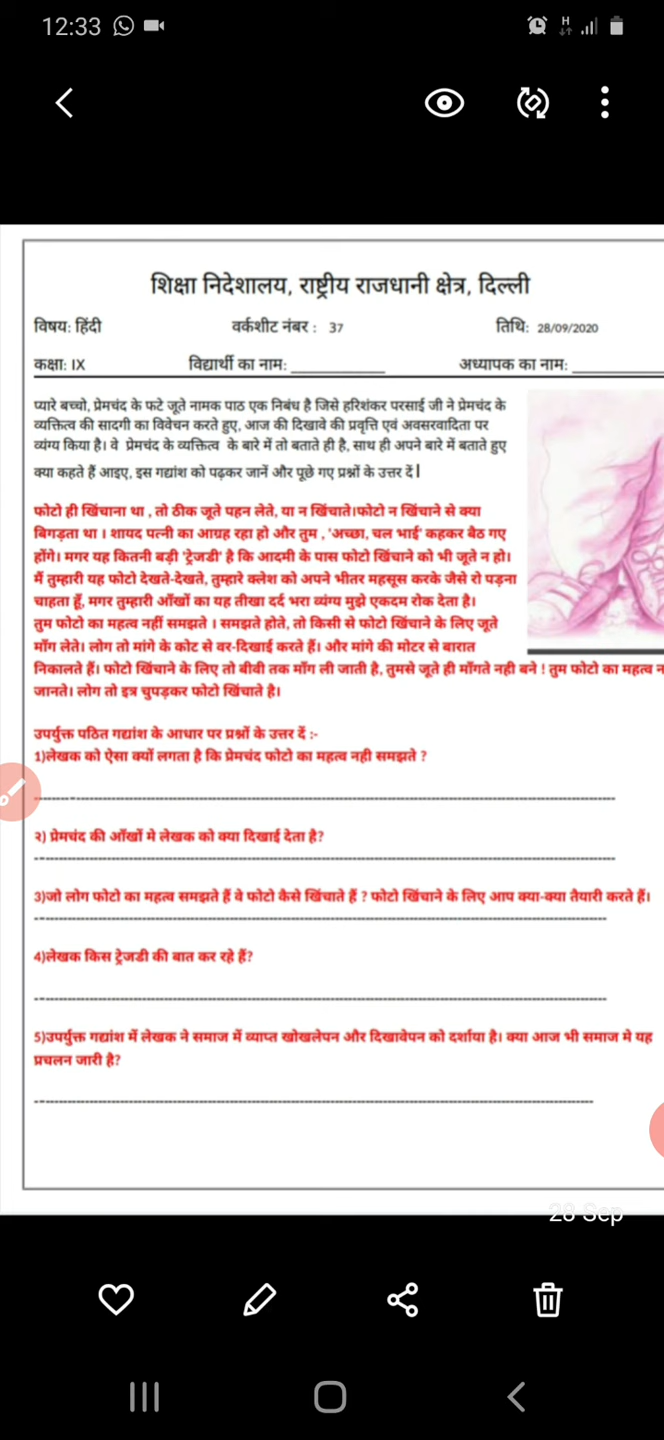 12:33
H
शिक्षा निदेशालय, राष्ट्रीय राजधानी क्षेत्र, दिल्ली
विषय: हिंदी वर्कशीट नंबर : 37 तिथि: 28/09/2020
कक्षा: IX विद्यार्थी का नाम: ____________ अध्यापक का नाम: ____________
प्यारे बच्चो, प्रेमचंद के फटे जूते नामक पाठ एक निबंध है जिसे हरिशंकर परसाई जी ने प्रेमचंद के
व्यक्तित्व की सादगी का विवेचन करते हुए, आज की दिखावे की प्रवृत्ति एवं अवसरवादिता पर
व्यंग्य किया है। वे प्रेमचंद के व्यक्तित्व के बारे में तो बताते ही है, साथ ही अपने बारे में बताते हुए
क्या कहते हैं आइए, इस गद्यांश को पढ़कर जानें और पूछे गए प्रश्नों के उत्तर दें|
फोटो ही खिंचाना था , तो ठीक जूते पहन लेते, या न खिंचाते।फोटो न खिंचाने से क्या
बिगड़ता था । शायद पत्नी का आग्रह रहा हो और तुम , 'अच्छा, चल भाई' कहकर बैठ गए
होंगे। मगर यह कितनी बड़ी 'ट्रेजडी' है कि आदमी के पास फोटो खिंचाने को भी जूते न हो।
मैं तुम्हारी यह फोटो देखते-देखते, तुम्हारे क्लेश को अपने भीतर महसूस करके जैसे रो पड़ना
चाहता हूँ, मगर तुम्हारी आँखों का यह तीखा दर्द भरा व्यंग्य मुझे एकदम रोक देता है।
तुम फोटो का महत्व नहीं समझते । समझते होते, तो किसी से फोटो खिंचाने के लिए जूते
माँग लेते। लोग तो मांगे के कोट से वर-दिखाई करते हैं। और मांगे की मोटर से बारात
निकालते हैं। फोटो खिंचाने के लिए तो बीवी तक माँग ली जाती है, तुमसे जूते ही माँगते नही बने ! तुम फोटो का महत्व न
जानते। लोग तो इत्र चुपड़कर फोटो खिंचाते है।
उपर्युक्त पठित गद्यांश के आधार पर प्रश्नों के उत्तर दें :-
1)लेखक को ऐसा क्यों लगता है कि प्रेमचंद फोटो का महत्व नही समझते ?
२) प्रेमचंद की आँखों मे लेखक को क्या दिखाई देता है?
3)जो लोग फोटो का महत्व समझते हैं वे फोटो कैसे खिंचाते हैं ? फोटो खिंचाने के लिए आप क्या-क्या तैयारी करते हैं।
4)लेखक किस ट्रेजडी की बात कर रहे हैं?
5)उपर्युक्त गद्यांश में लेखक ने समाज में व्याप्त खोखलेपन और दिखावेपन को दर्शाया है। क्या आज भी समाज मे यह
प्रचलन जारी है?
28 Sep